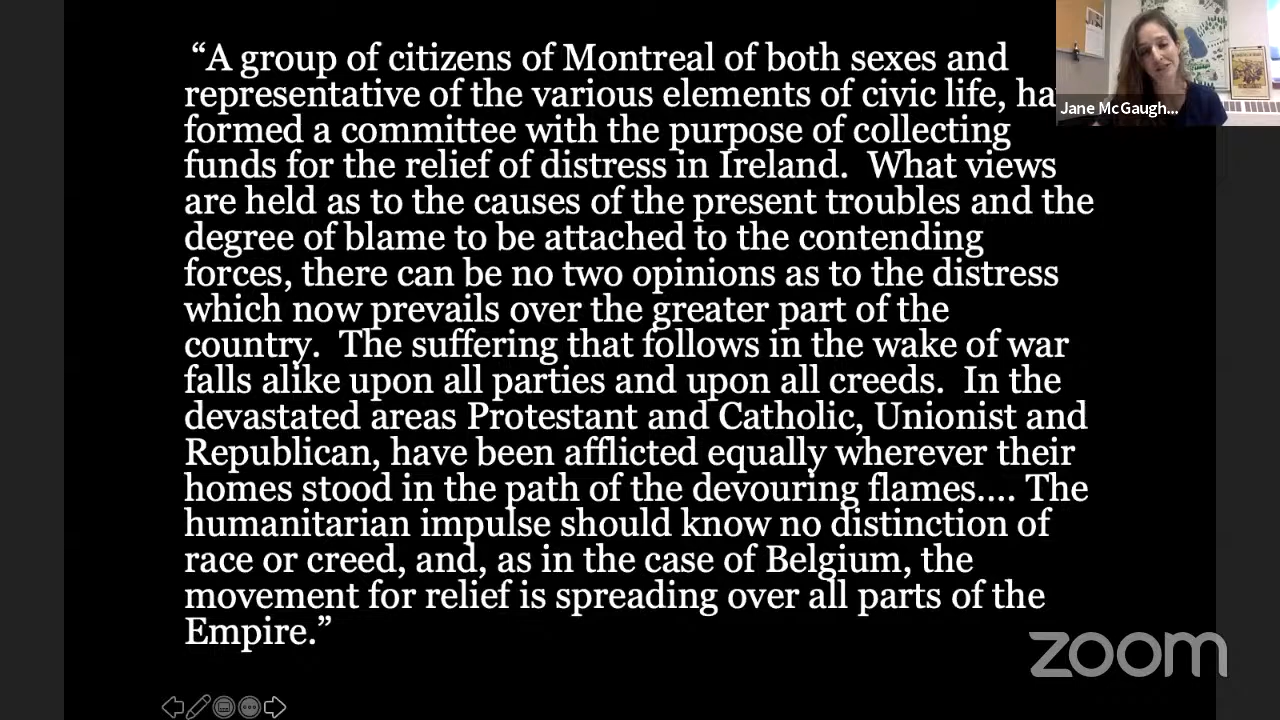 “A group of citizens of Montreal of both sexes and
representative of the various elements of civic life, ha
formed a committee with the purpose of collecting
funds for the relief of distress in Ireland.  What views
are held as to the causes of the present troubles and the
degree of blame to be attached to the contending
forces, there can be no two opinions as to the distress
which now prevails over the greater part of the
country.  The suffering that follows in the wake of war
falls alike upon all parties and upon all creeds.  In the
devastated areas Protestant and Catholic, Unionist and
Republican, have been afflicted equally wherever their
homes stood in the path of the devouring flames…. The
humanitarian impulse should know no distinction of
race or creed, and, as in the case of Belgium, the
movement for relief is spreading over all parts of the
Empire.”
Jane McGaugh...
zoom